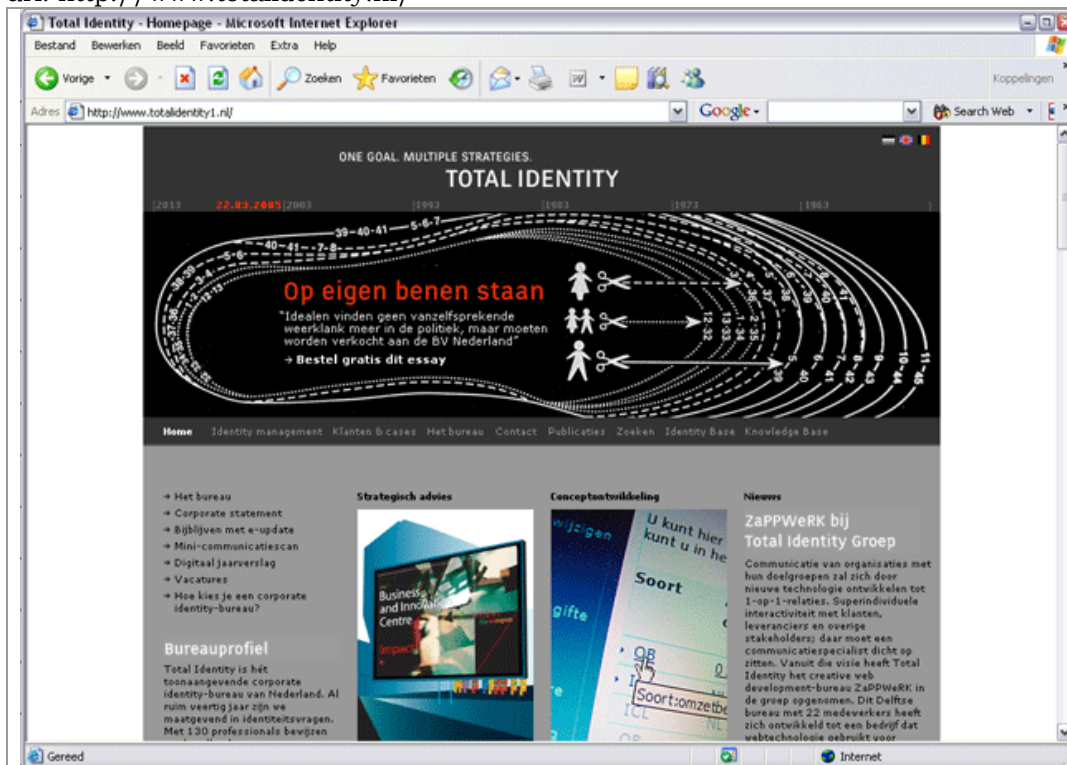 Total Identity - Homepage - Microsoft Internet Explorer
Bestand Bewerken Beeld Favorieten Extra Help
Vorige Zoeken Favorieten Koppelingen
Adres http://www.totalidentity1.nl/ Google Search Web
ONE GOAL. MULTIPLE STRATEGIES.
TOTAL IDENTITY
|2013 22.03.2005|2003 |1993 |1983 |1973 |1963
Op eigen benen staan
"Idealen vinden geen vanzelfsprekende
weerklank meer in de politiek, maar moeten
worden verkocht aan de BV Nederland"
→ Bestel gratis dit essay
Home Identity management Klanten & cases Het bureau Contact Publicaties Zoeken Identity Base Knowledge Base
→ Het bureau
→ Corporate statement
→ Bijblijven met e-update
→ Mini-communicatiescan
→ Digitaal jaarverslag
→ Vacatures
→ Hoe kies je een corporate
identity-bureau?
Bureauprofiel
Total Identity is hét
toonaangevende corporate
identity-bureau van Nederland. Al
ruim veertig jaar zijn we
maatgevend in identiteitsvragen.
Met 130 professionals bewijzen
Strategisch advies
Business
and Innovation
Centre
Impact
Conceptontwikkeling
wijzigen
U kunt hier
kunt u in he
Soort
gifte
OB
Soort:omzetbe
ICL NL
OB
Nieuws
ZaPPWeRK bij
Total Identity Groep
Communicatie van organisaties met
hun doelgroepen zal zich door
nieuwe technologie ontwikkelen tot
1-op-1-relaties. Superindividuele
interactiviteit met klanten,
leveranciers en overige
stakeholders; daar moet een
communicatiespecialist dicht op
zitten. Vanuit die visie heeft Total
Identity het creative web
development-bureau ZaPPWeRK in
de groep opgenomen. Dit Delftse
bureau met 22 medewerkers heeft
zich ontwikkeld tot een bedrijf dat
webtechnologie gebruikt voor
Gereed Internet